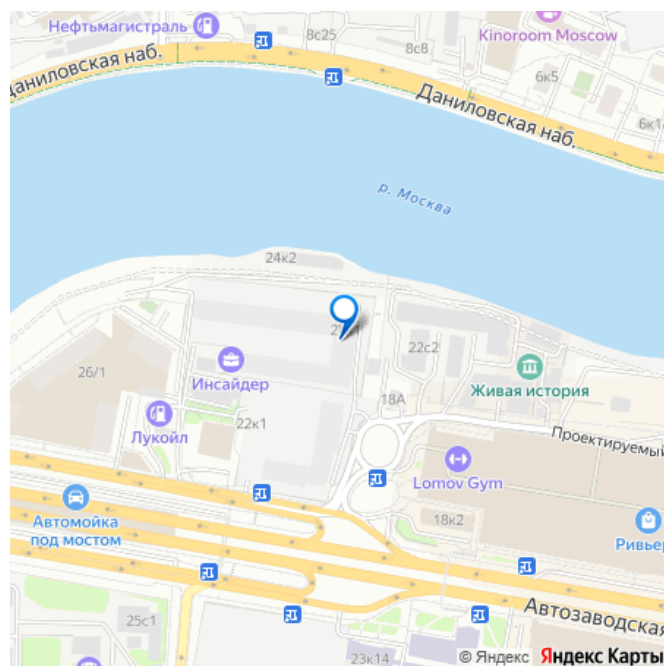 Нефтьмагистраль
8с25
8с8
Kinoroom Moscow
6к5
Даниловская наб.
Даниловская наб.
6к1
р. Москва
24к2
26/1
Инсайдер
22с2
Живая история
18А
Лукойл
22к1
Проектируемый
Lomov Gym
18к2
Ривьер
Автомойка
под мостом
25с1
Автозаводская
23к14
© Яндекс Яндекс Карты